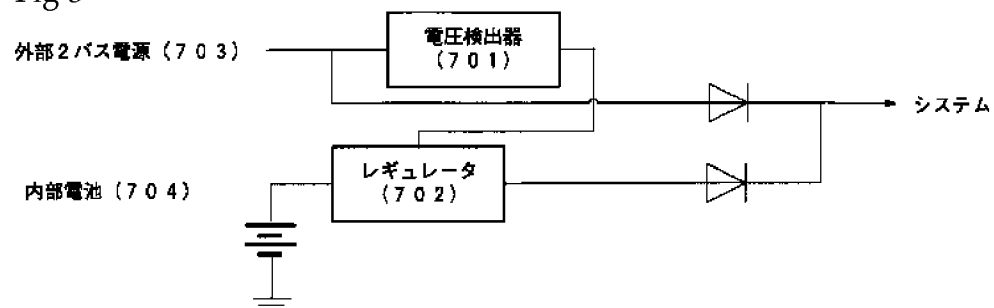 Fig 3
電圧検出器
(701)
外部2バス電源(703)
システム
レギュレータ
(702)
内部電池(704)